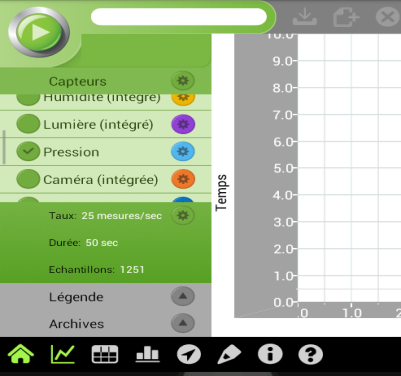 Capteurs
Humidité (intégré)
Lumière (intégré)
Pression
Caméra (intégrée)
Taux: 25 mesures/sec
Durée: 50 sec
Echantillons: 1251
Légende
Archives
Temps
10.0
9.0
8.0
7.0
6.0
5.0
4.0
3.0
2.0
1.0
0.0
.0 1.0 2